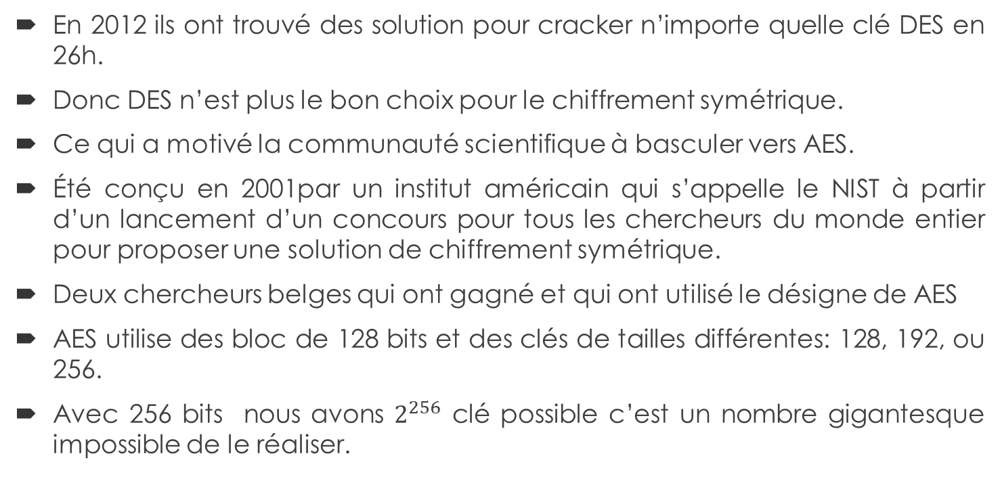 En 2012 ils ont trouvé des solution pour cracker n’importe quelle clé DES en
26h.
Donc DES n’est plus le bon choix pour le chiffrement symétrique.
Ce qui a motivé la communauté scientifique à basculer vers AES.
Été conçu en 2001par un institut américain qui s’appelle le NIST à partir
d’un lancement d’un concours pour tous les chercheurs du monde entier
pour proposer une solution de chiffrement symétrique.
Deux chercheurs belges qui ont gagné et qui ont utilisé le désigne de AES
AES utilise des bloc de 128 bits et des clés de tailles différentes: 128, 192, ou
256.
Avec 256 bits nous avons 2²⁵⁶ clé possible c’est un nombre gigantesque
impossible de le réaliser.